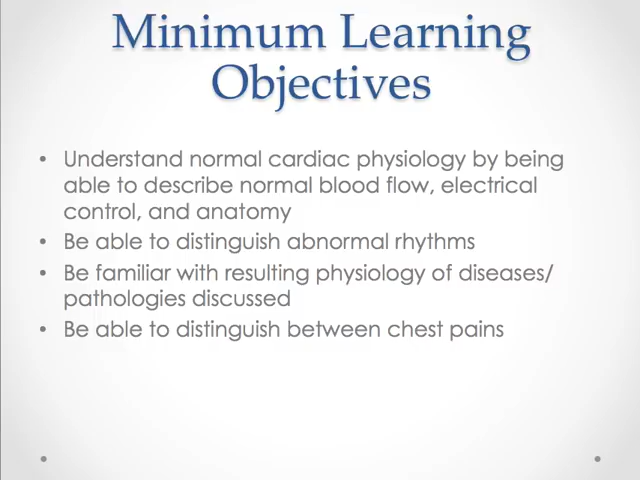 Minimum Learning
Objectives
• Understand normal cardiac physiology by being
able to describe normal blood flow, electrical
control, and anatomy
• Be able to distinguish abnormal rhythms
• Be familiar with resulting physiology of diseases/
pathologies discussed
• Be able to distinguish between chest pains